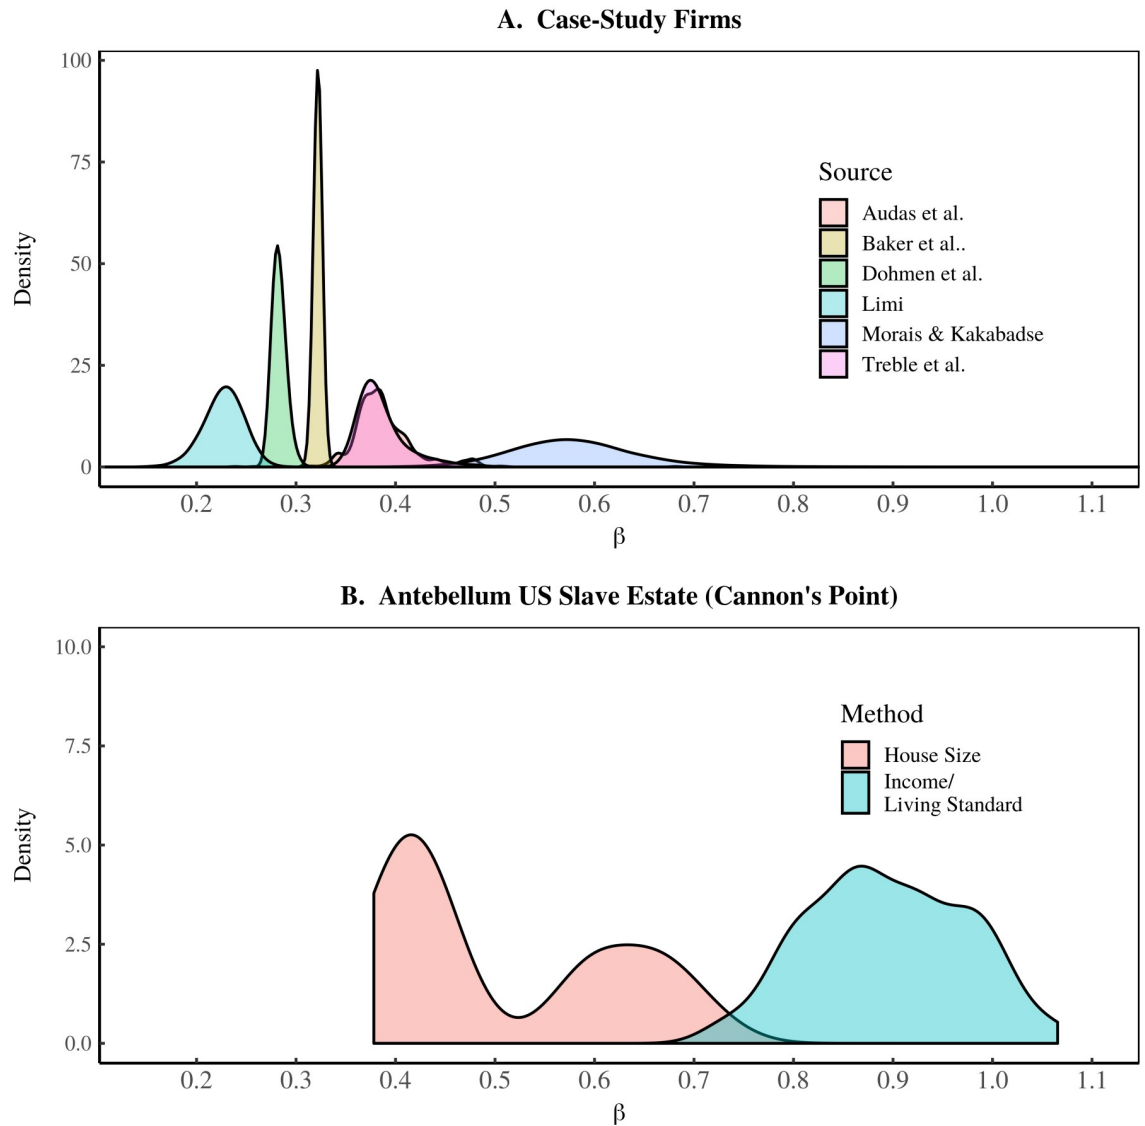 A.  Case-Study Firms
100
75
50
25
0
Density
0.2 0.3 0.4 0.5 0.6 0.7 0.8 0.9 1.0 1.1
β
Source
Audas et al.
Baker et al..
Dohmen et al.
Limi
Morais & Kakabadse
Treble et al.
B.  Antebellum US Slave Estate (Cannon's Point)
10.0
7.5
5.0
2.5
0.0
Density
0.2 0.3 0.4 0.5 0.6 0.7 0.8 0.9 1.0 1.1
β
Method
House Size
Income/
Living Standard